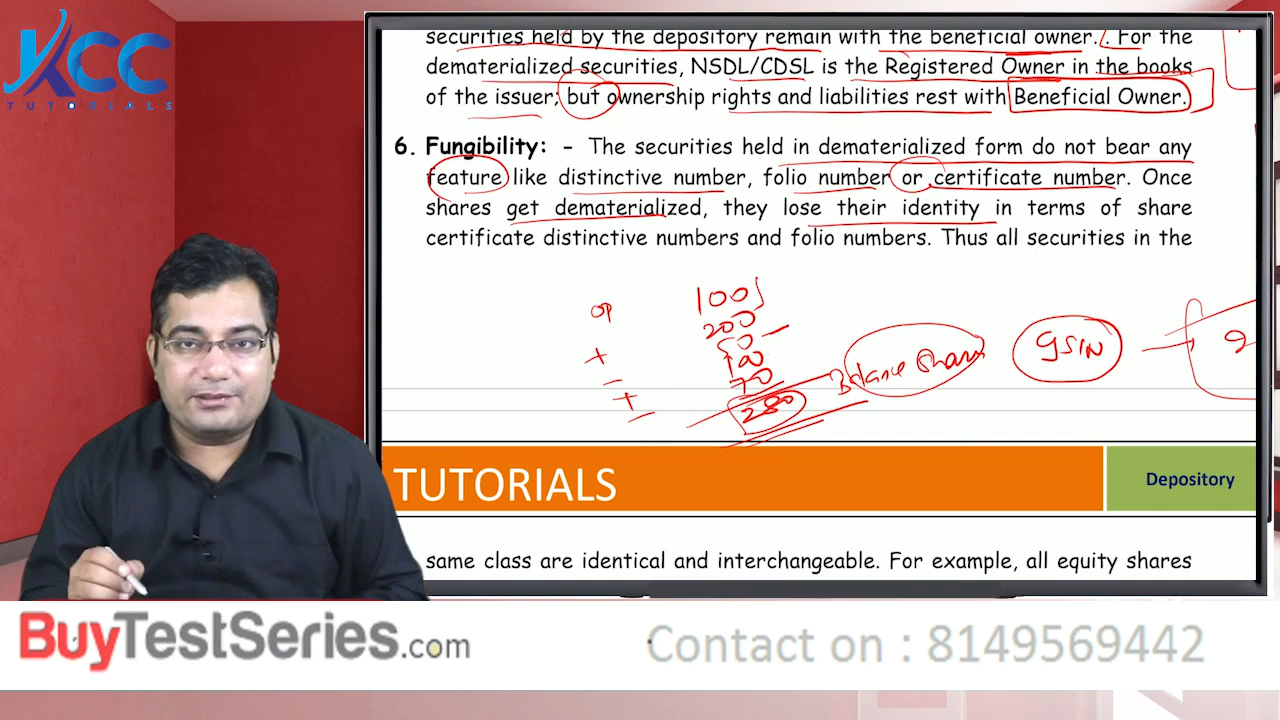 KCC
TUTORIALS
securities held by the depository remain with the beneficial owner. . For the
dematerialized securities, NSDL/CDSL is the Registered Owner in the books
of the issuer; but ownership rights and liabilities rest with Beneficial Owner.
6. Fungibility: - The securities held in dematerialized form do not bear any
feature like distinctive number, folio number or certificate number. Once
shares get dematerialized, they lose their identity in terms of share
certificate distinctive numbers and folio numbers. Thus all securities in the
op 100
200
50
+ 100
- 70
+ 280 Balance Share
TUTORIALS
Depository
same class are identical and interchangeable. For example, all equity shares
BuyTestSeries.com
Contact on : 8149569442